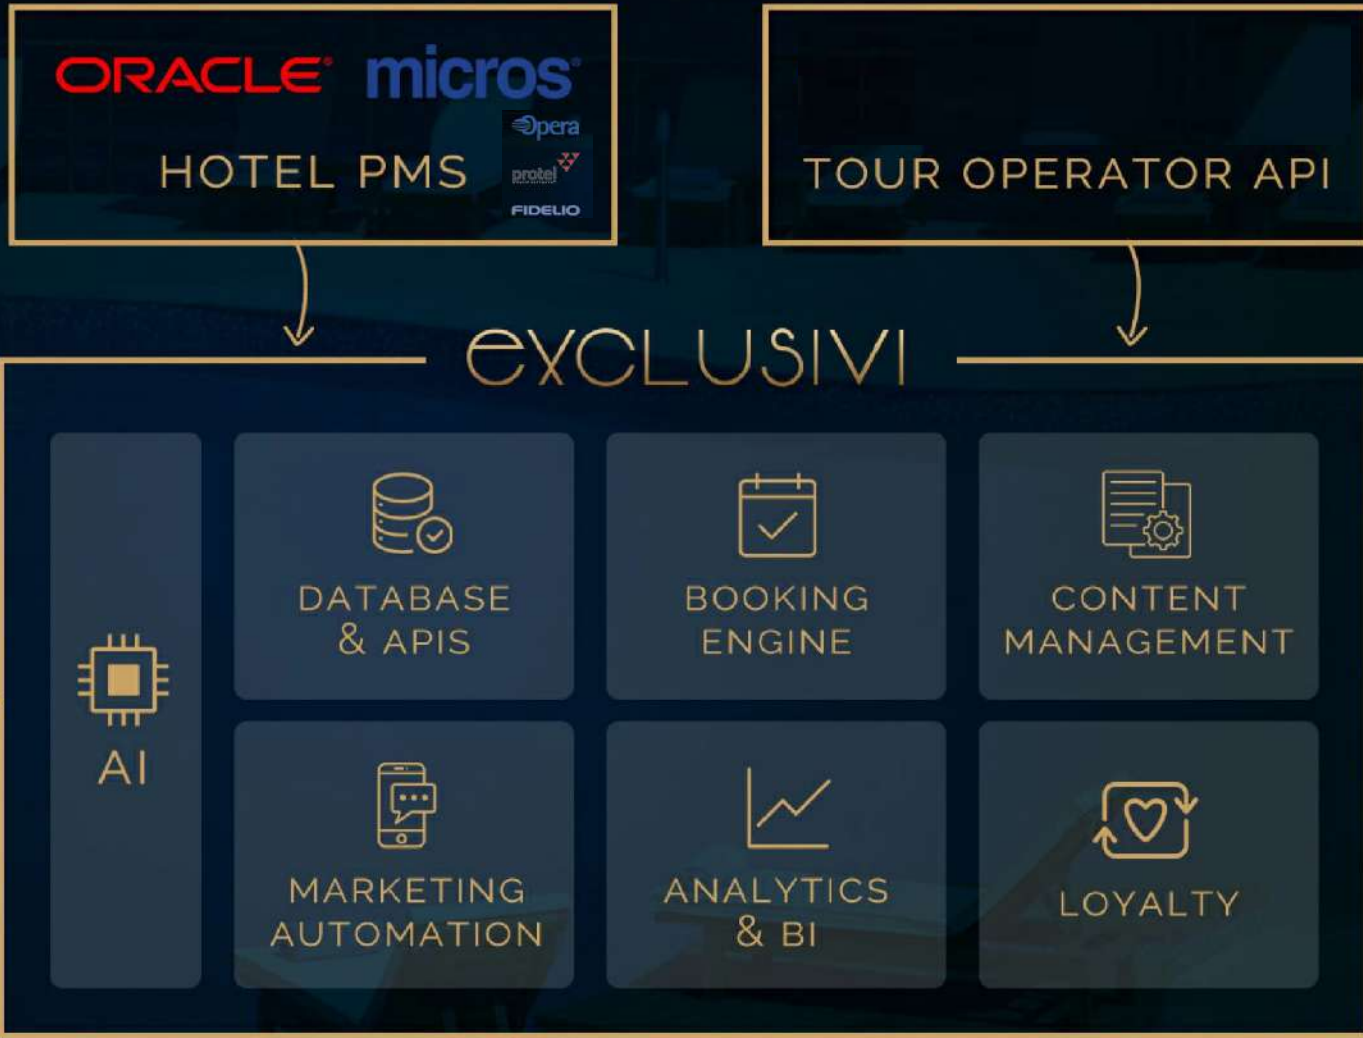 ORACLE® micros®
Opera
protel
HOTEL PMS
FIDELIO
TOUR OPERATOR API
eXCLUSIVI
AI
DATABASE
& APIS
BOOKING
ENGINE
CONTENT
MANAGEMENT
MARKETING
AUTOMATION
ANALYTICS
& BI
LOYALTY